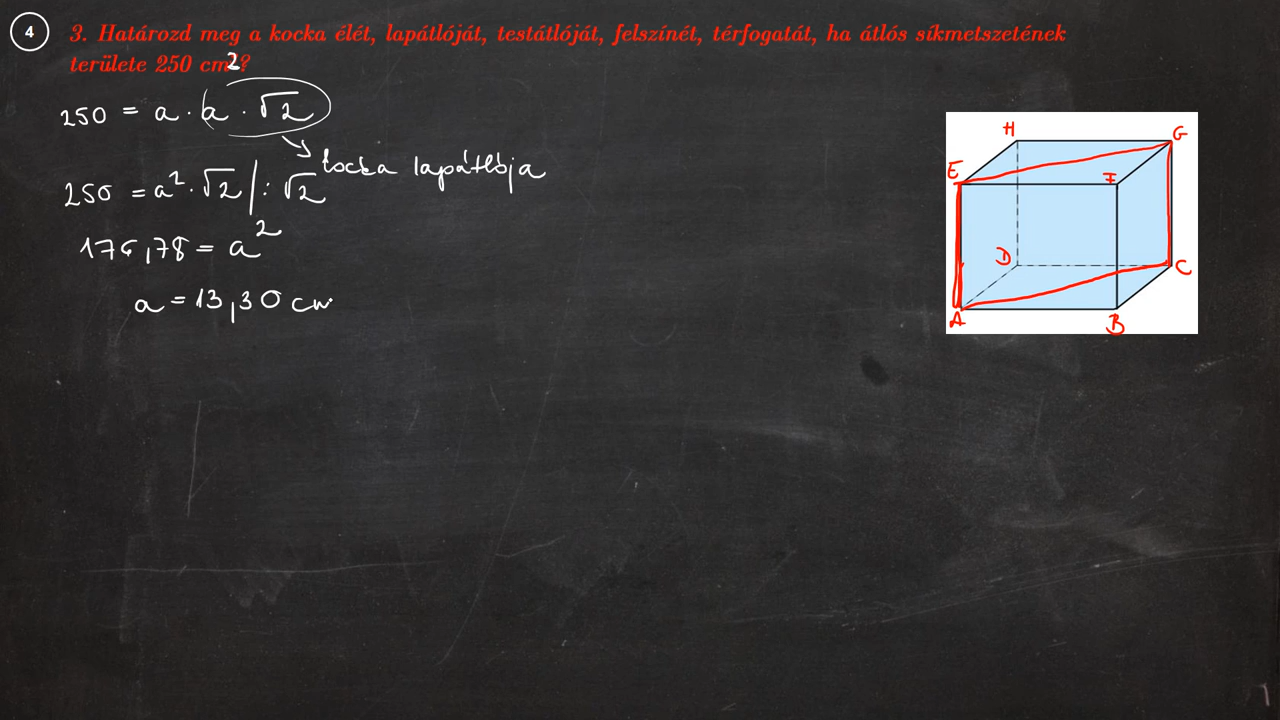 4
3. Határozd meg a kocka élét, lapátlóját, testátlóját, felszínét, térfogatát, ha átlós síkmetszetének
területe 250 cm2?
250 = a · a · √2
kocka lapátlója
250 = a² · √2 / : √2
176,78 = a²
a = 13,30 cm
H
G
E
F
D
C
A
B